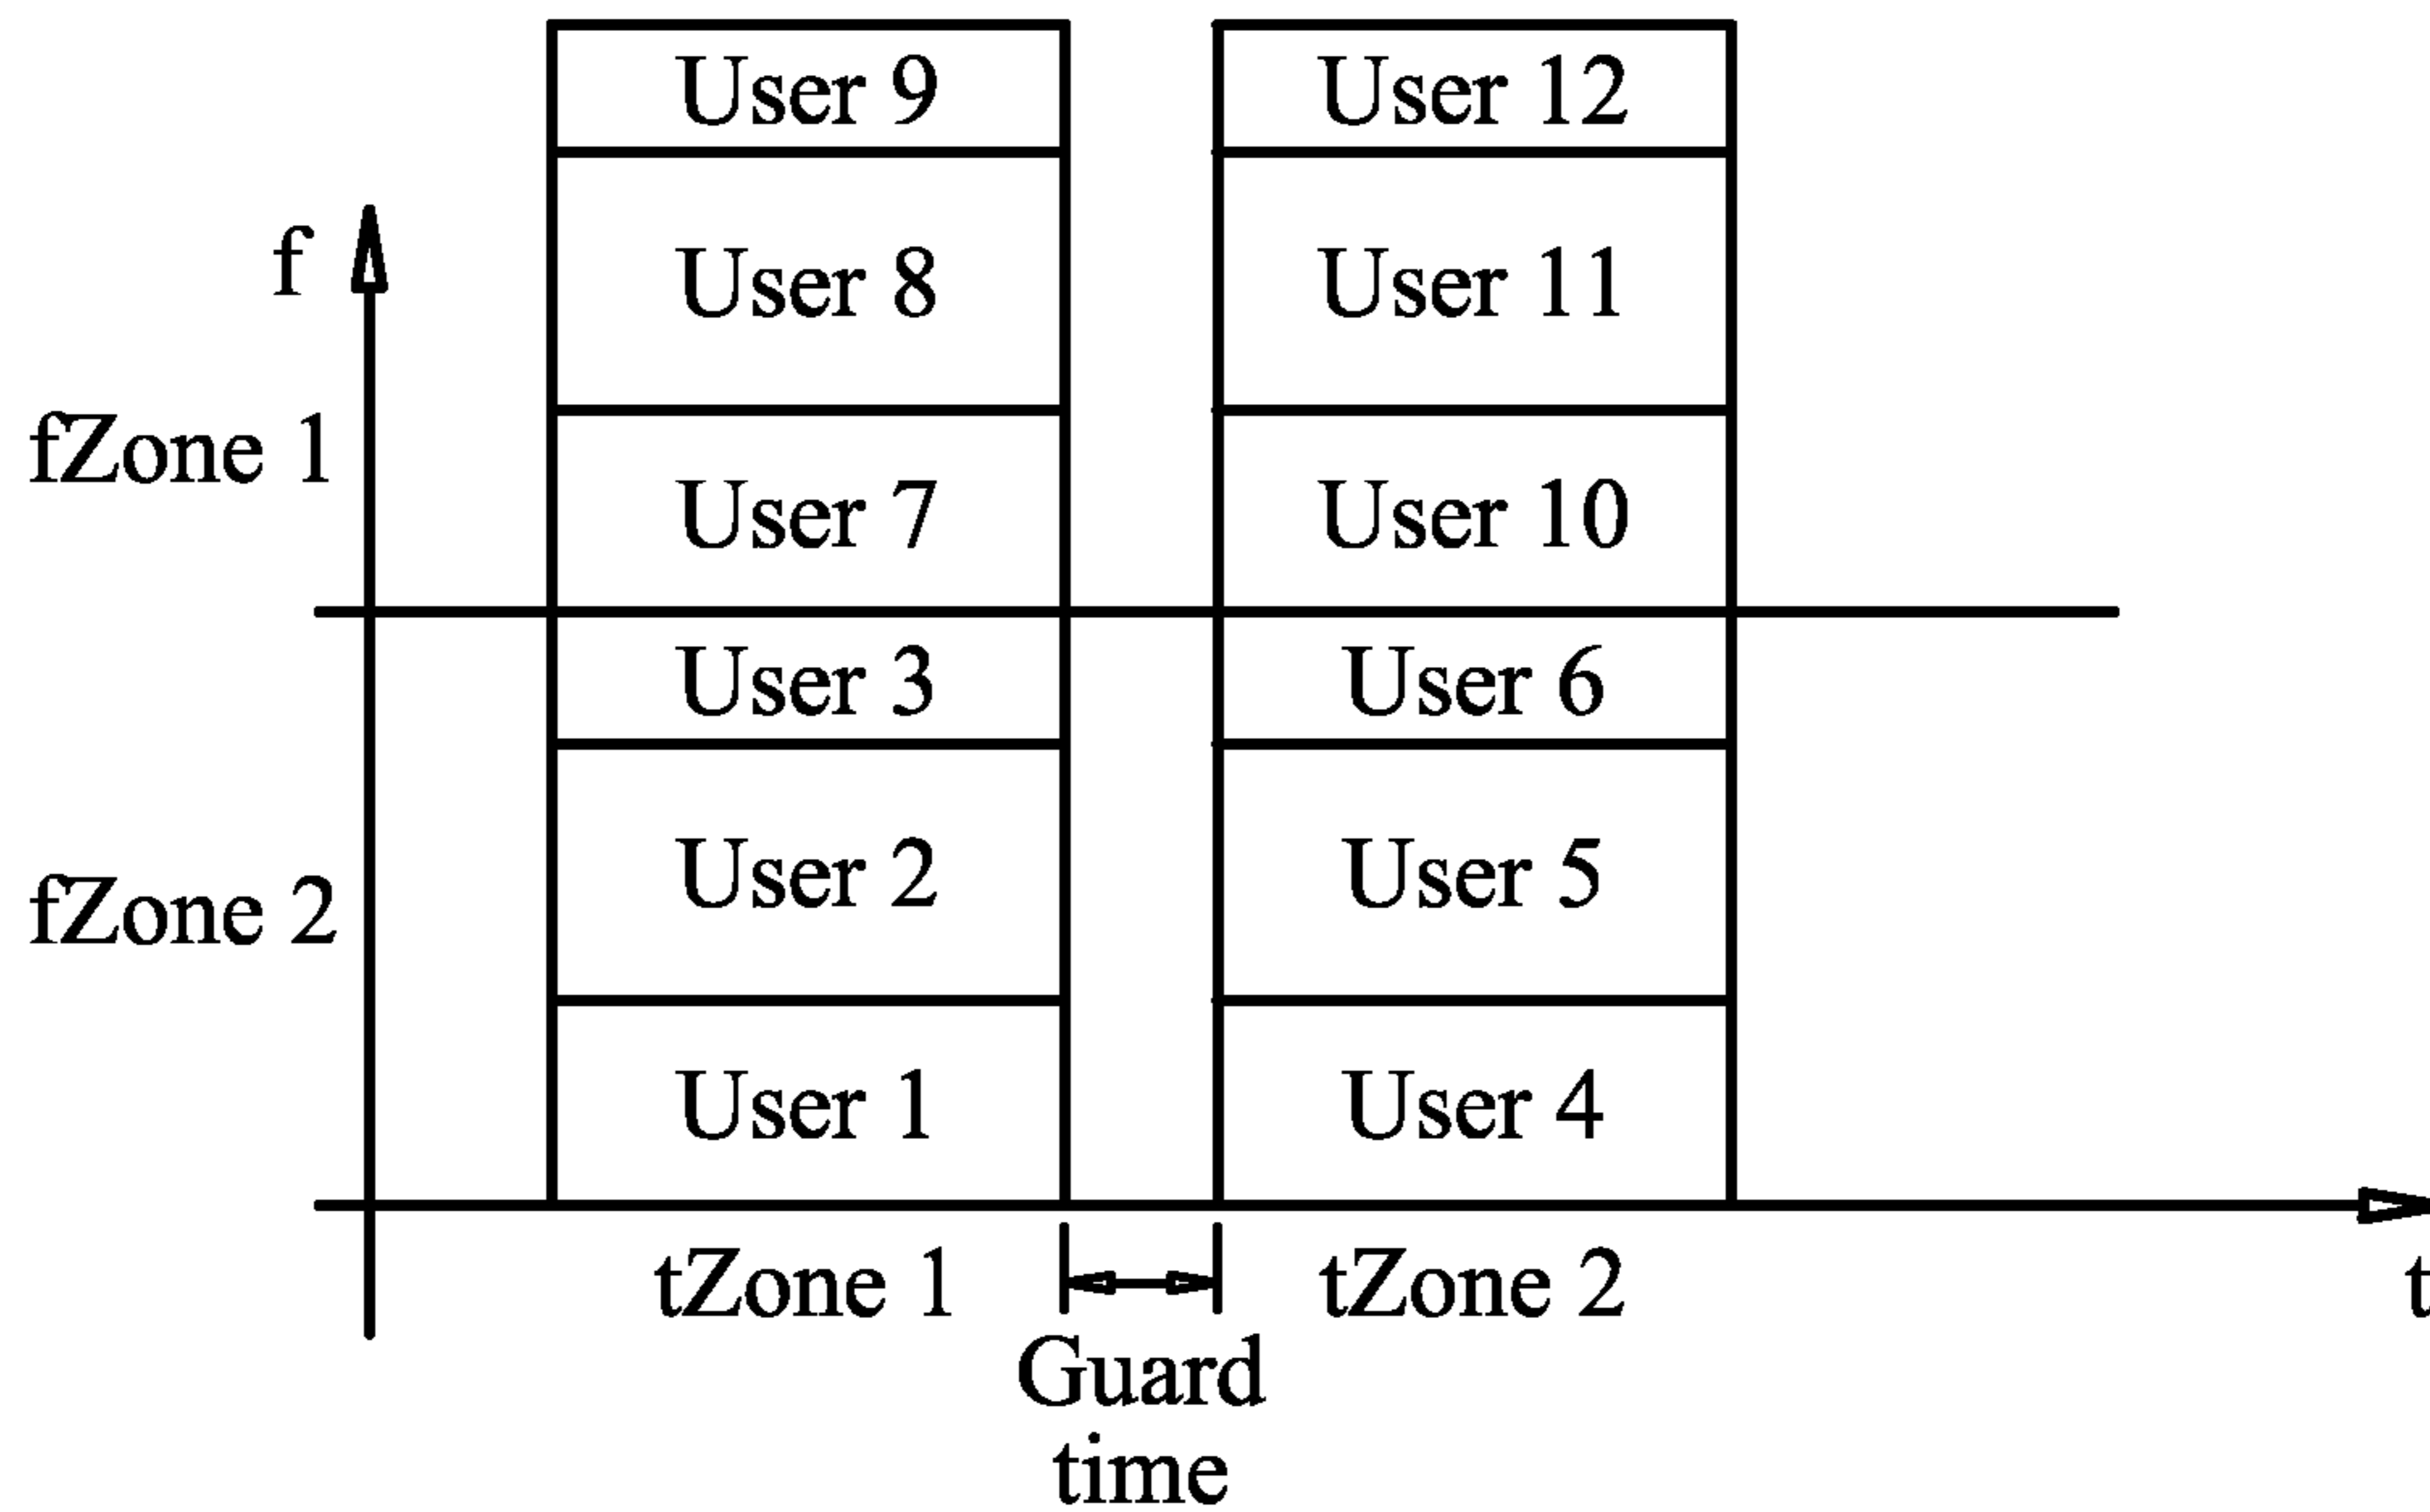 User 9
User 12
f
User 8
User 11
fZone 1
User 7
User 10
User 3
User 6
fZone 2
User 2
User 5
User 1
User 4
tZone 1
tZone 2
t
Guard
time